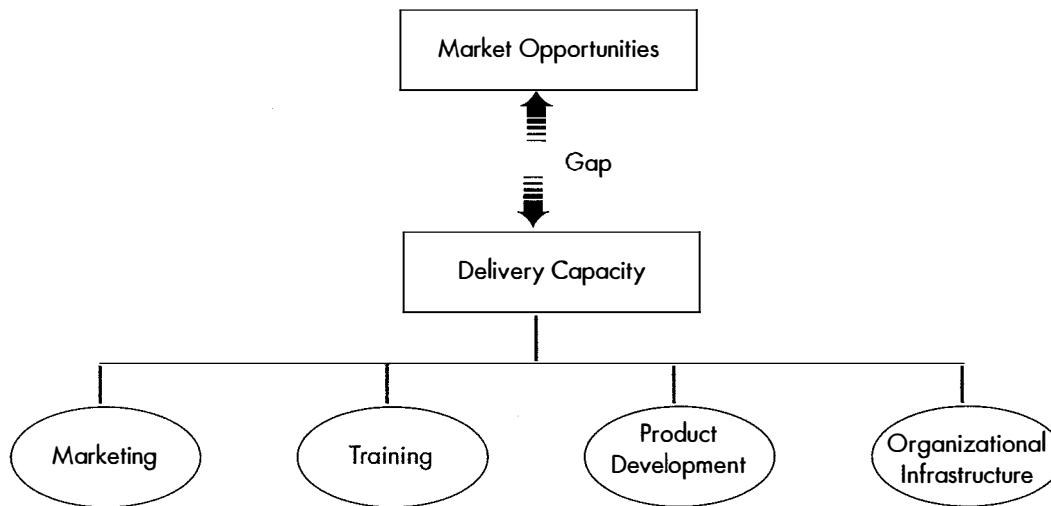 Market Opportunities
Gap
Delivery Capacity
Marketing
Training
Product
Development
Organizational
Infrastructure